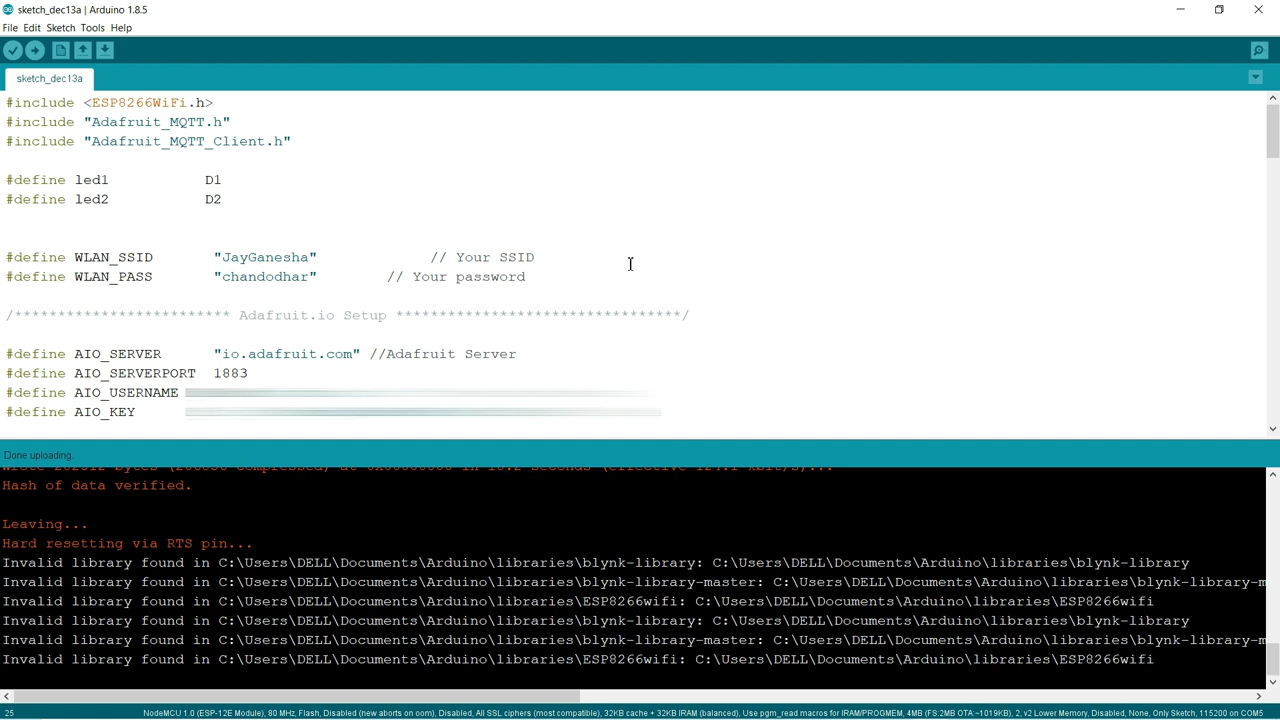 sketch_dec13a | Arduino 1.8.5
File Edit Sketch Tools Help
sketch_dec13a
#include <ESP8266WiFi.h>
#include "Adafruit_MQTT.h"
#include "Adafruit_MQTT_Client.h"
#define led1 D1
#define led2 D2
#define WLAN_SSID "JayGanesha" // Your SSID
#define WLAN_PASS "chandodhar" // Your password
/************************* Adafruit.io Setup *********************************/
#define AIO_SERVER "io.adafruit.com" //Adafruit Server
#define AIO_SERVERPORT 1883
#define AIO_USERNAME
#define AIO_KEY
Done uploading.
Hash of data verified.
Leaving...
Hard resetting via RTS pin...
Invalid library found in C:\Users\DELL\Documents\Arduino\libraries\blynk-library: C:\Users\DELL\Documents\Arduino\libraries\blynk-library
Invalid library found in C:\Users\DELL\Documents\Arduino\libraries\blynk-library-master: C:\Users\DELL\Documents\Arduino\libraries\blynk-library-m
Invalid library found in C:\Users\DELL\Documents\Arduino\libraries\ESP8266wifi: C:\Users\DELL\Documents\Arduino\libraries\ESP8266wifi
Invalid library found in C:\Users\DELL\Documents\Arduino\libraries\blynk-library: C:\Users\DELL\Documents\Arduino\libraries\blynk-library
Invalid library found in C:\Users\DELL\Documents\Arduino\libraries\blynk-library-master: C:\Users\DELL\Documents\Arduino\libraries\blynk-library-m
Invalid library found in C:\Users\DELL\Documents\Arduino\libraries\ESP8266wifi: C:\Users\DELL\Documents\Arduino\libraries\ESP8266wifi
25 NodeMCU 1.0 (ESP-12E Module), 80 MHz, Flash, Disabled (new aborts on oom), Disabled, All SSL ciphers (most compatible), 32KB cache + 32KB IRAM (balanced), Use pgm_read macros for IRAM/PROGMEM, 4MB (FS:2MB OTA:~1019KB), 2, v2 Lower Memory, Disabled, None, Only Sketch, 115200 on COM5